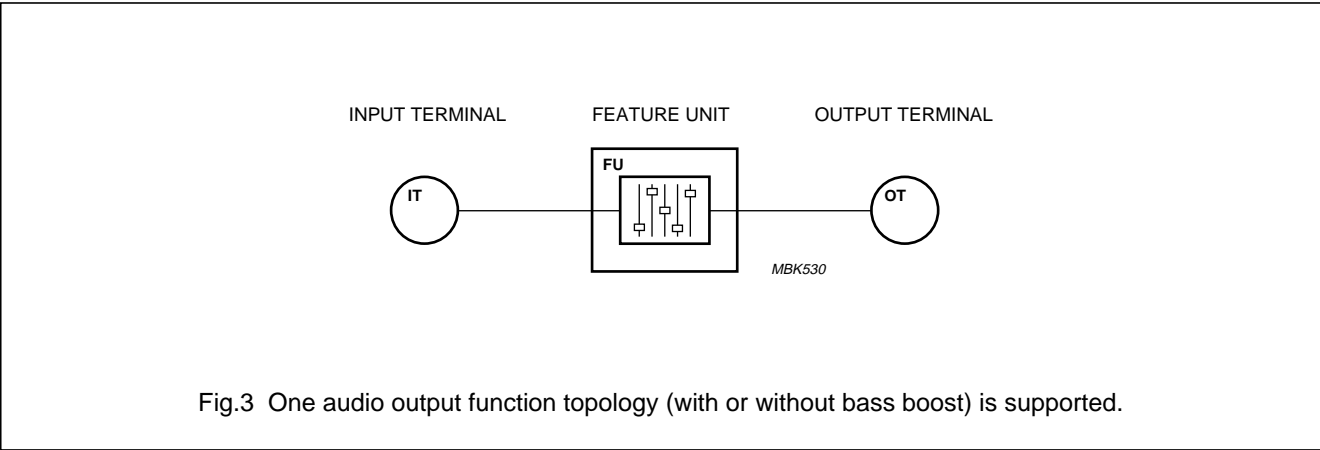 INPUT TERMINAL FEATURE UNIT OUTPUT TERMINAL
FU
IT
OT
MBK530
Fig.3 One audio output function topology (with or without bass boost) is supported.